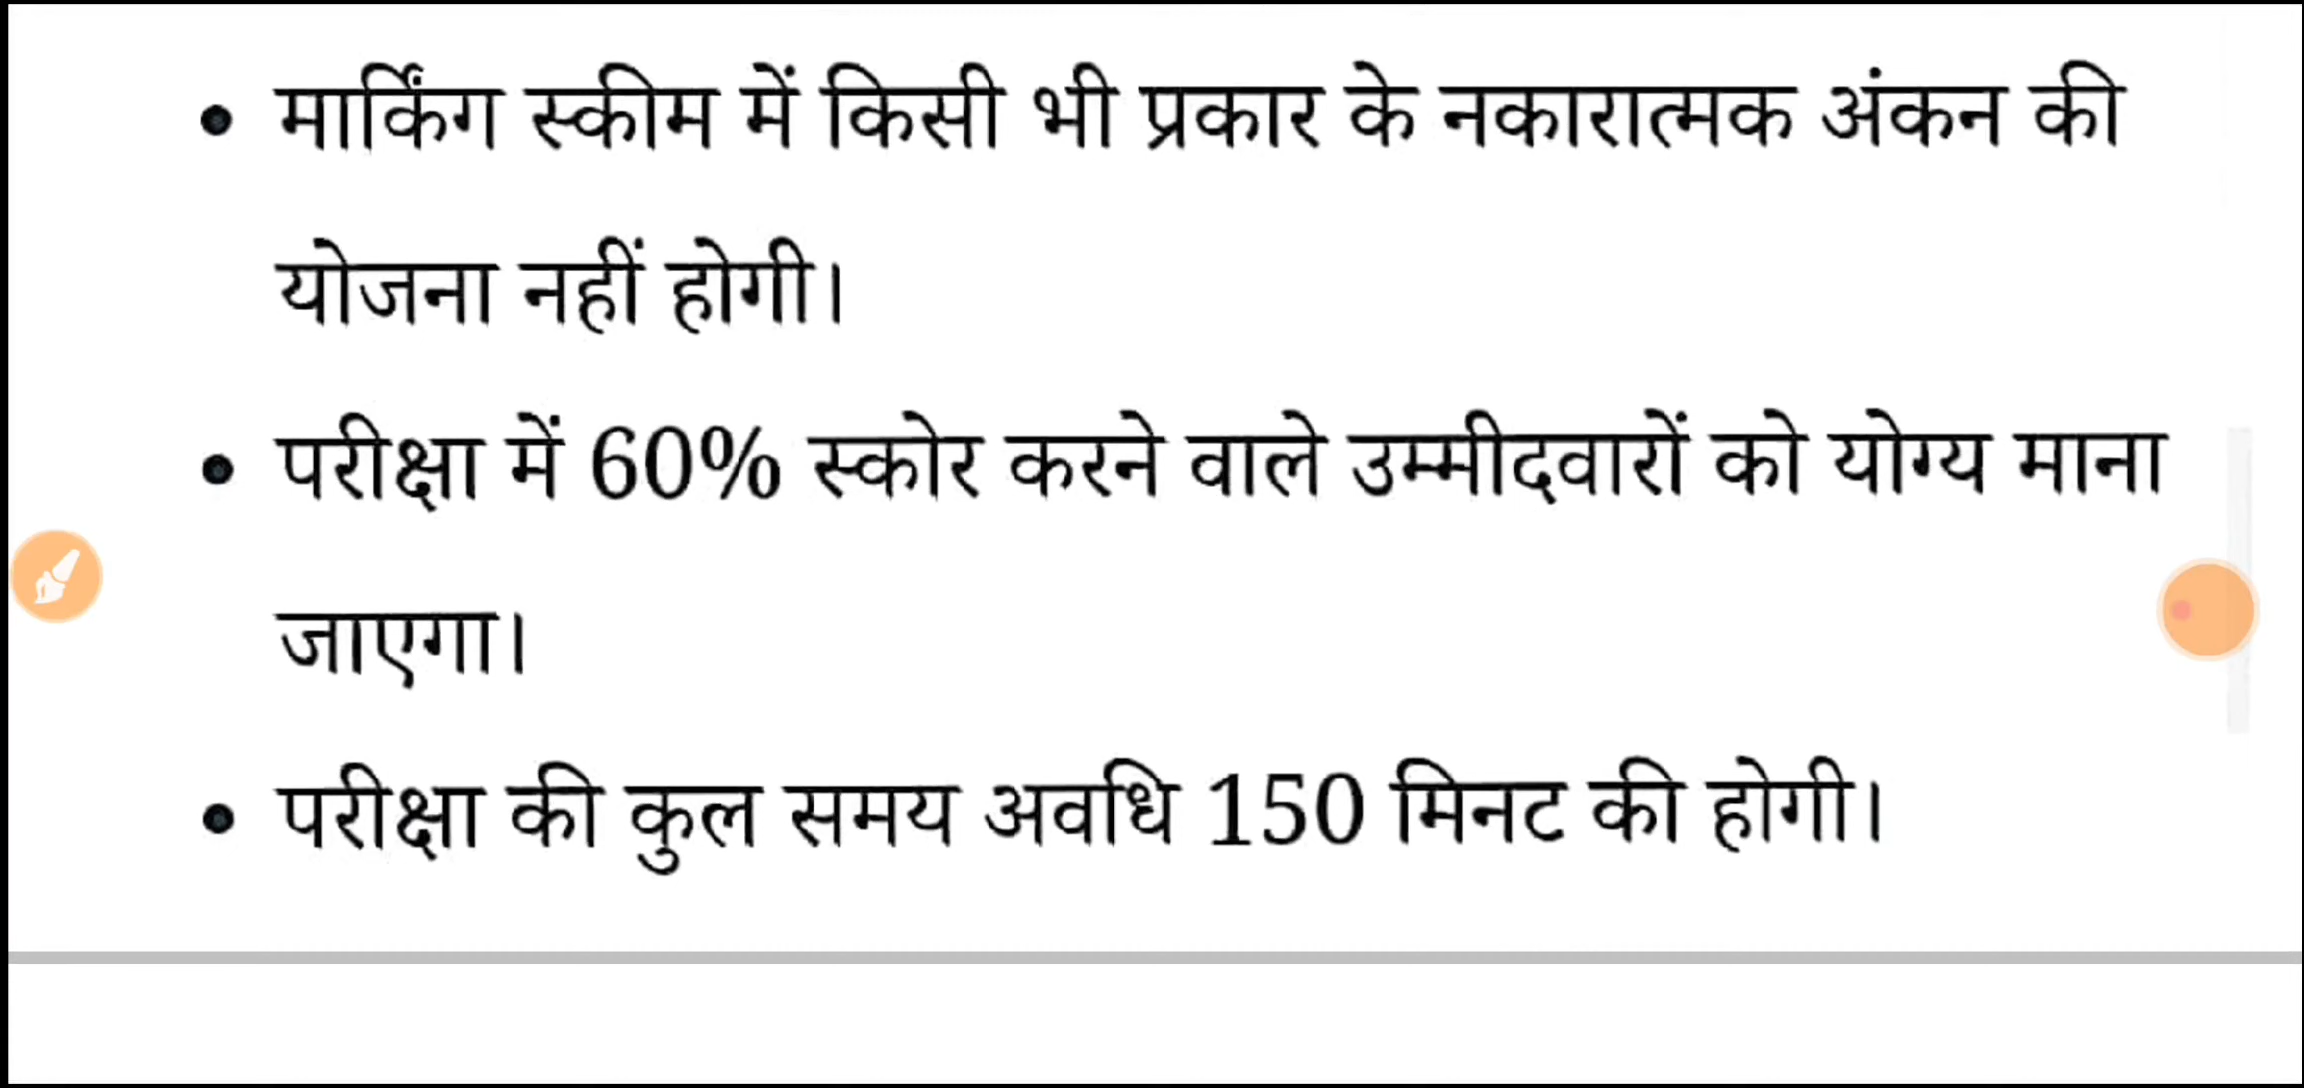 • मार्किंग स्कीम में किसी भी प्रकार के नकारात्मक अंकन की
योजना नहीं होगी।
• परीक्षा में 60% स्कोर करने वाले उम्मीदवारों को योग्य माना
जाएगा।
• परीक्षा की कुल समय अवधि 150 मिनट की होगी।